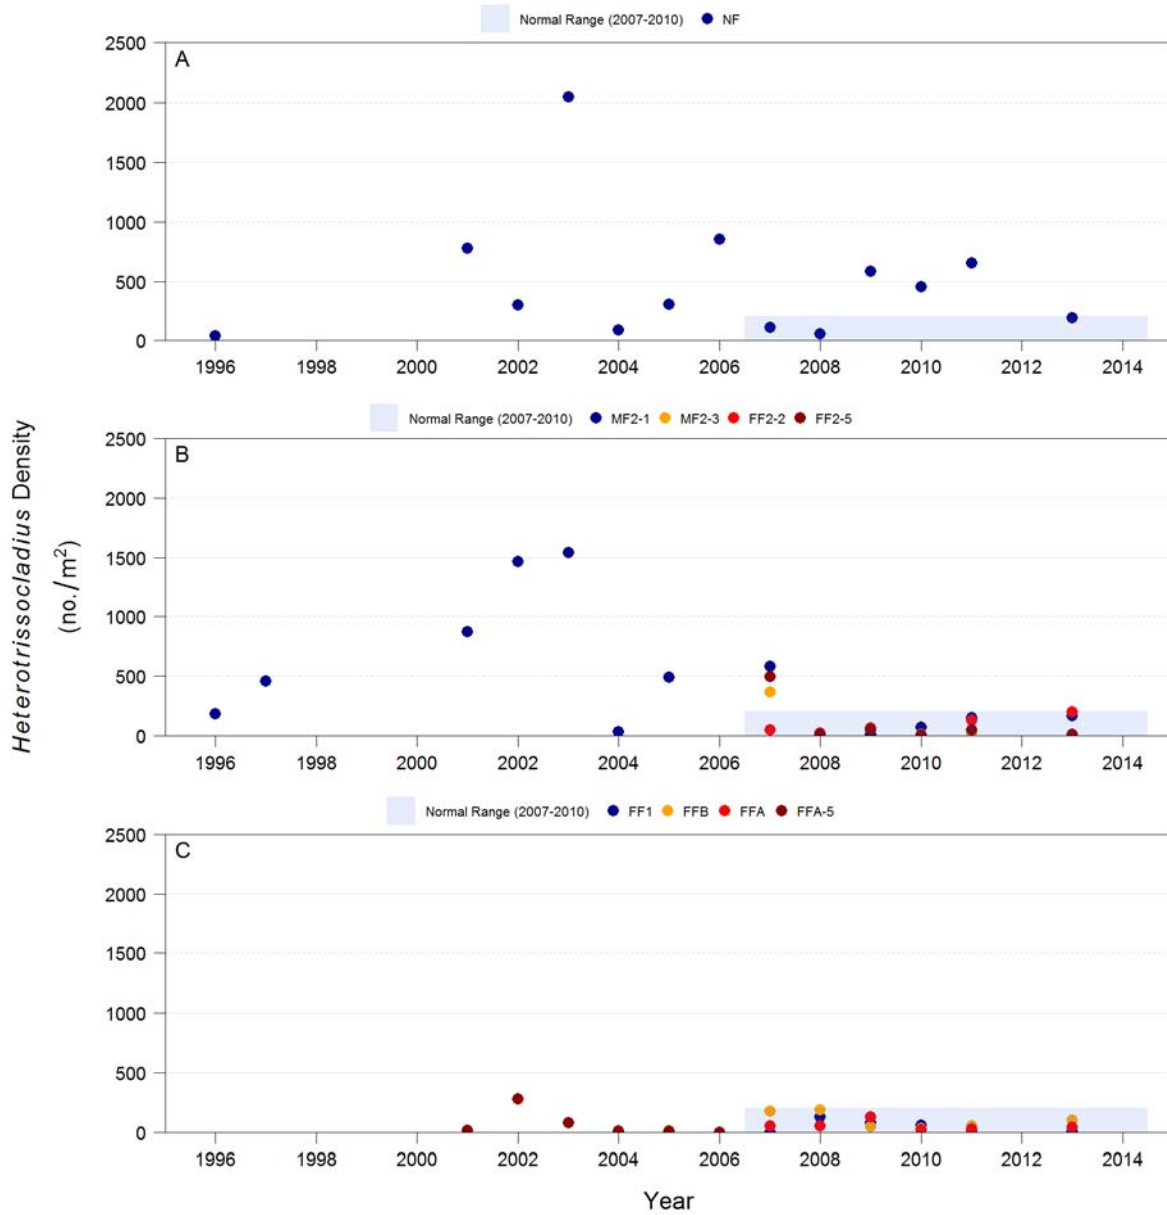 Normal Range (2007-2010) NF
A
2500
2000
1500
1000
500
0
1996 1998 2000 2002 2004 2006 2008 2010 2012 2014
Normal Range (2007-2010) MF2-1 MF2-3 FF2-2 FF2-5
B
2500
2000
1500
1000
500
0
1996 1998 2000 2002 2004 2006 2008 2010 2012 2014
Normal Range (2007-2010) FF1 FFB FFA FFA-5
C
2500
2000
1500
1000
500
0
1996 1998 2000 2002 2004 2006 2008 2010 2012 2014
Heterotrissocladius Density
(no./m²)
Year